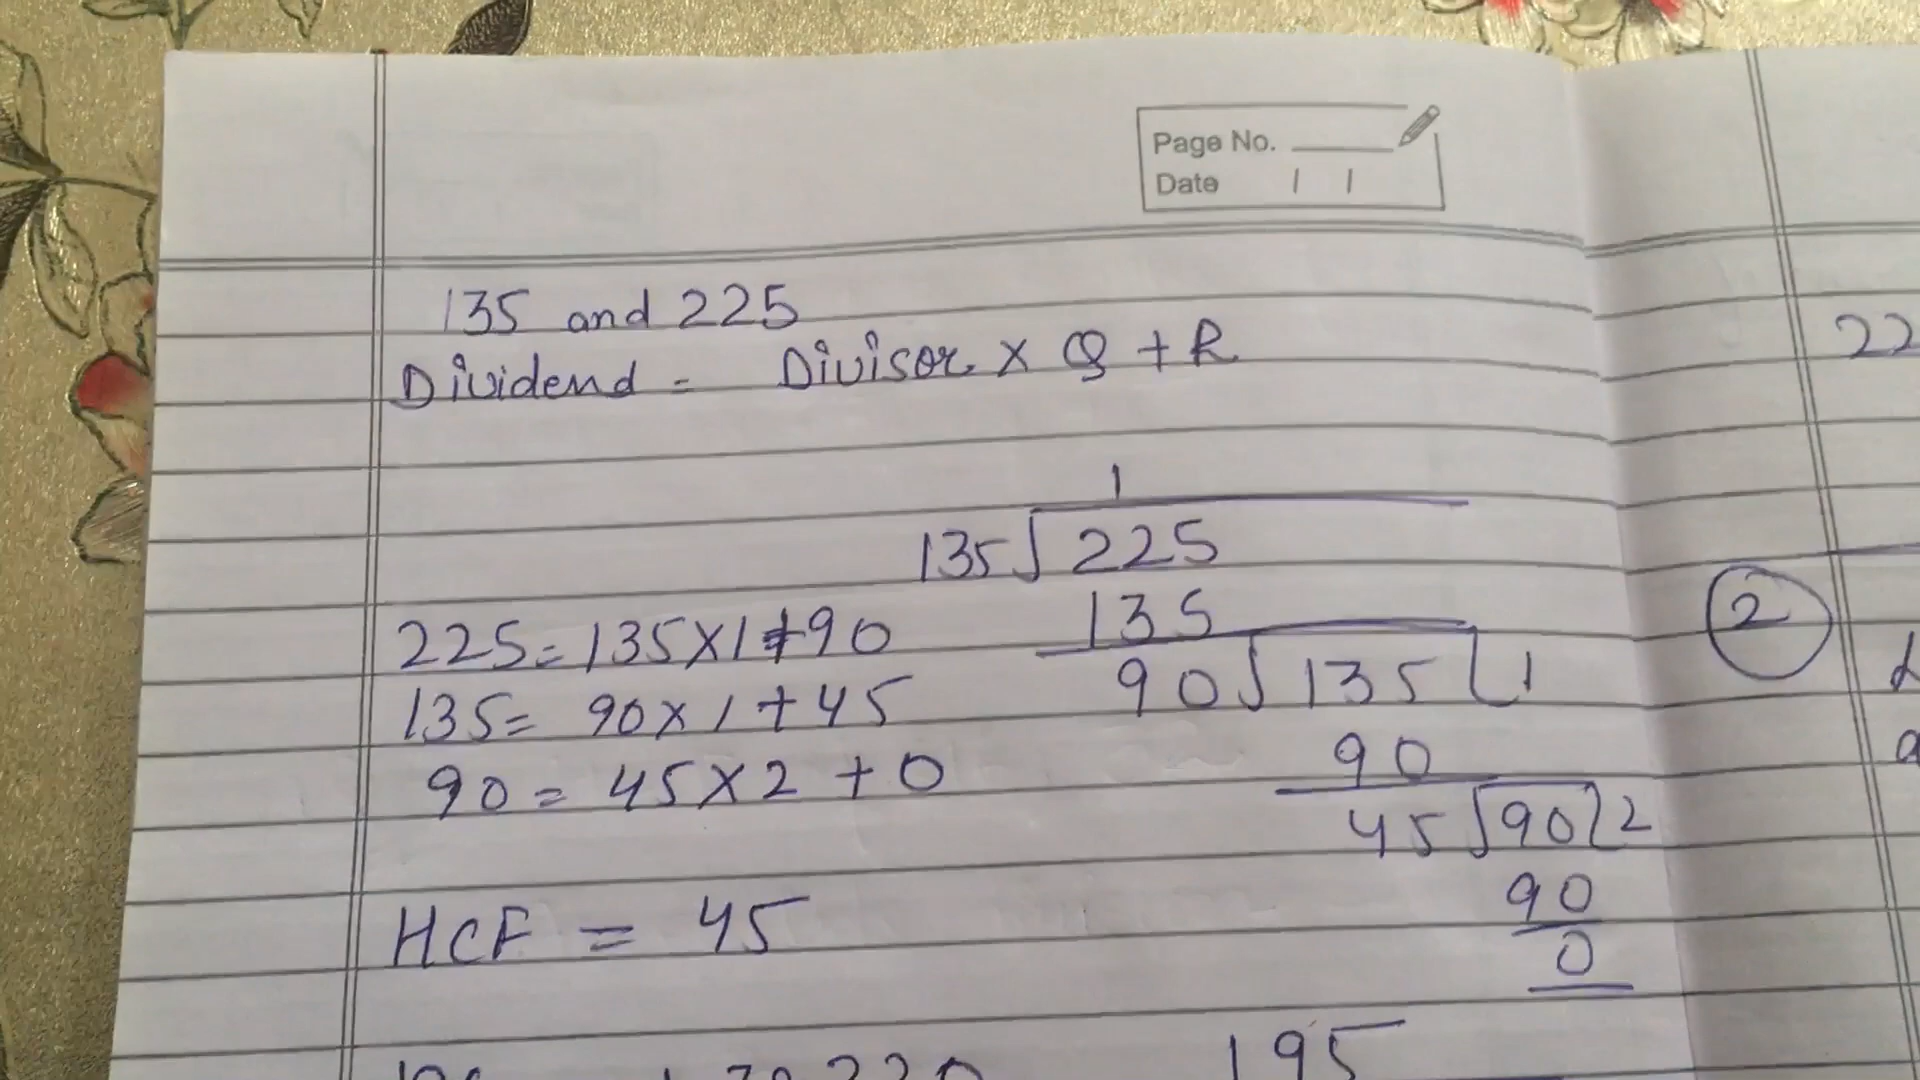 Page No.
Date / /
135 and 225
Dividend = Divisor × Q + R
1
135 225
135
90 135 1
90
45 90 2
90
0
225 = 135 × 1 + 90
135 = 90 × 1 + 45
90 = 45 × 2 + 0
HCF = 45
195
22
2